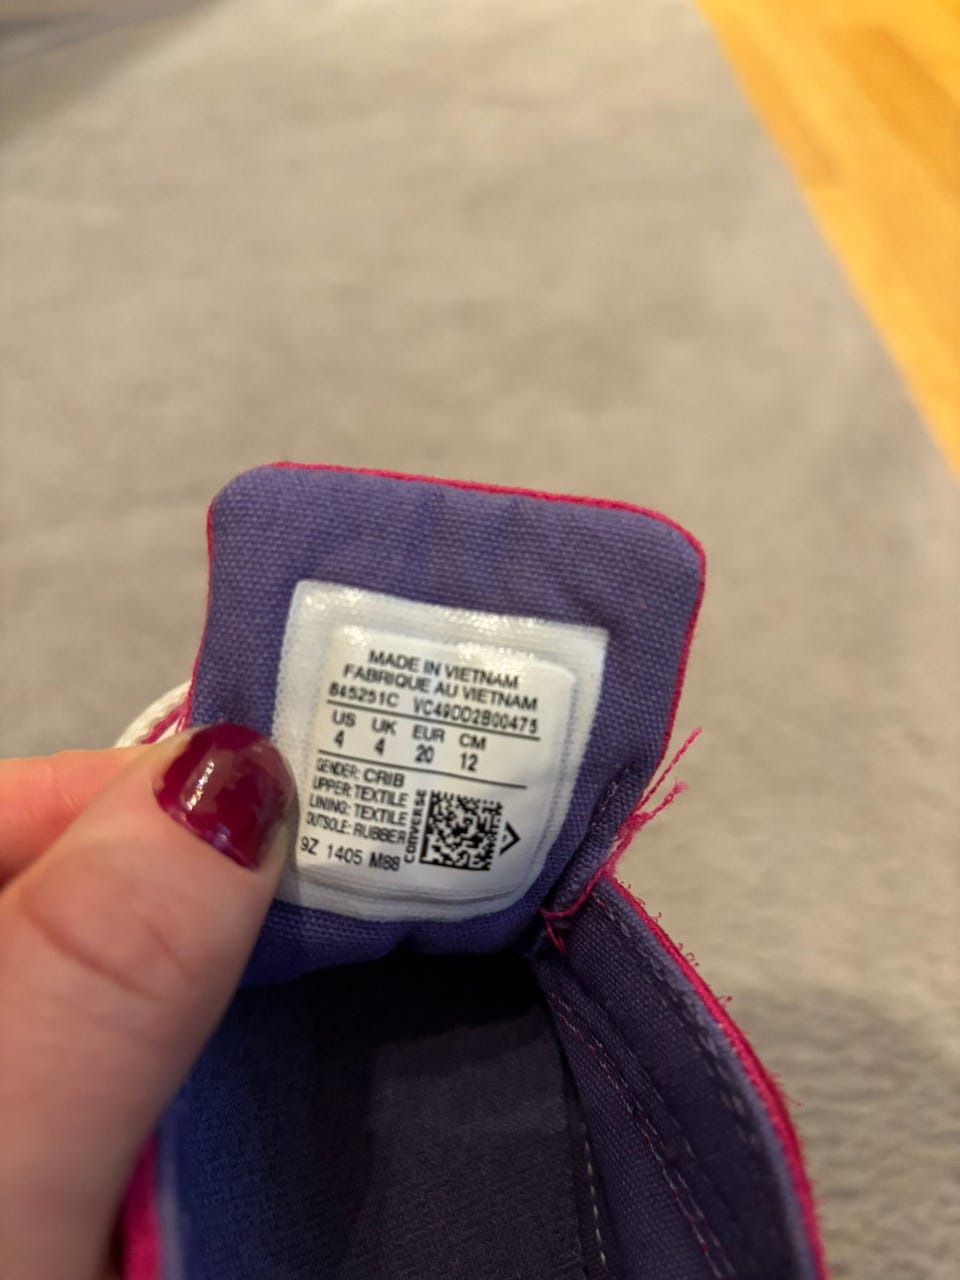 MADE IN VIETNAM
FABRIQUE AU VIETNAM
845251C VC49DD2B00475
US UK EUR CM
4 4 20 12
GENDER: CRIB
UPPER: TEXTILE
LINING: TEXTILE
OUTSOLE: RUBBER
CONVERSE
9Z 1405 M88